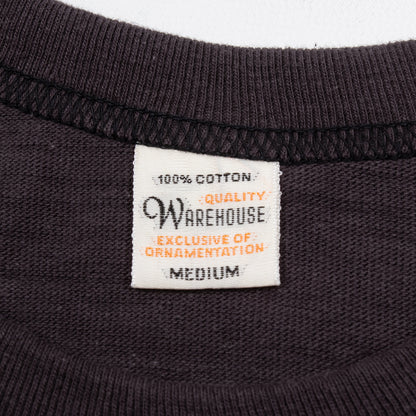 100% COTTON
QUALITY
WAREHOUSE
EXCLUSIVE OF
ORNAMENTATION
MEDIUM